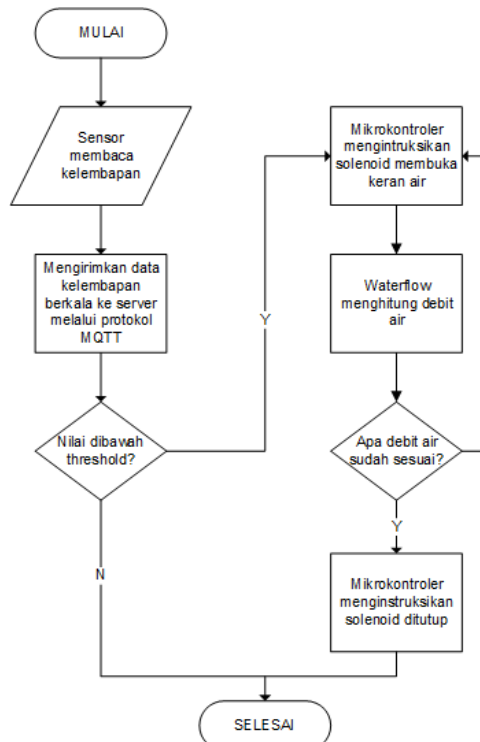 MULAI
Sensor
membaca
kelembapan
Mengirimkan data
kelembapan
berkala ke server
melalui protokol
MQTT
Nilai dibawah
threshold?
Y
N
Mikrokontroler
mengintruksikan
solenoid membuka
keran air
Waterflow
menghitung debit
air
Apa debit air
sudah sesuai?
Y
Mikrokontroler
menginstruksikan
solenoid ditutup
SELESAI